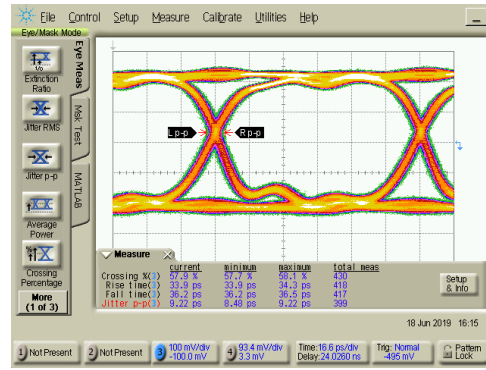 File Control Setup Measure Calibrate Utilities Help
Eye/Mask Mode
Extinction
Ratio
Jitter RMS
Jitter p-p
Average
Power
Crossing
Percentage
More
(1 of 3)
Eye Meas
Msk Test
MATLAB
L p-p R p-p
Measure
current minimum maximum total meas
Crossing %(3) 57.9 % 57.7 % 58.1 % 430
Rise time(3) 33.9 ps 33.9 ps 34.3 ps 418
Fall time(3) 36.2 ps 36.2 ps 36.5 ps 417
Jitter p-p(3) 9.22 ps 8.48 ps 9.22 ps 399
Setup
& Info
18 Jun 2019 16:15
1 Not Present
2 Not Present
3 100 mV/div
-100.0 mV
4 93.4 mV/div
3.3 mV
Time:16.6 ps/div
Delay:24.0260 ns
Trig: Normal
-495 mV
Pattern
Lock